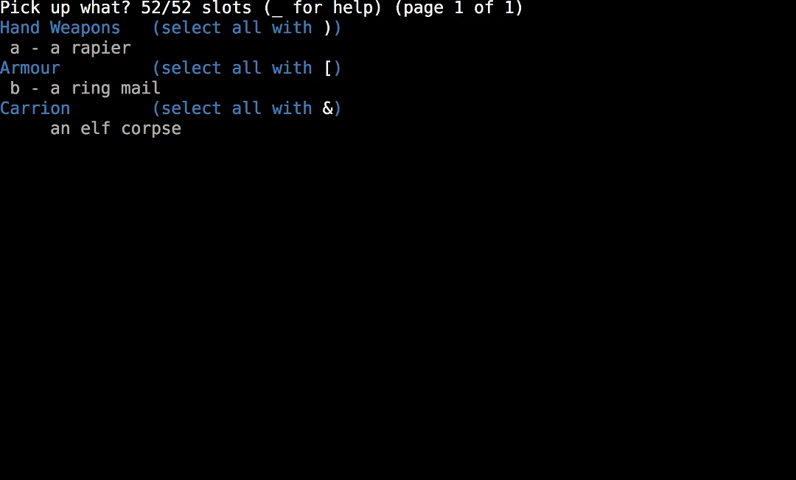 Pick up what? 52/52 slots (_ for help) (page 1 of 1)
Hand Weapons   (select all with ))
a - a rapier
Armour         (select all with [)
b - a ring mail
Carrion        (select all with &)
an elf corpse